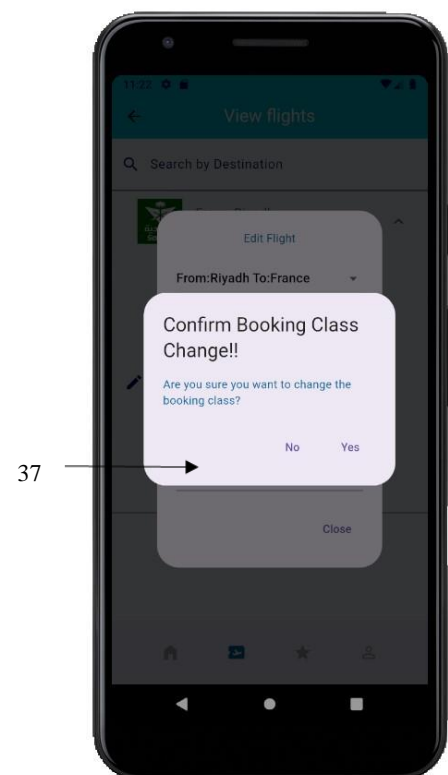 11:22
View flights
Search by Destination
Edit Flight
From:Riyadh To:France
Confirm Booking Class
Change!!
Are you sure you want to change the
booking class?
No Yes
37
Close